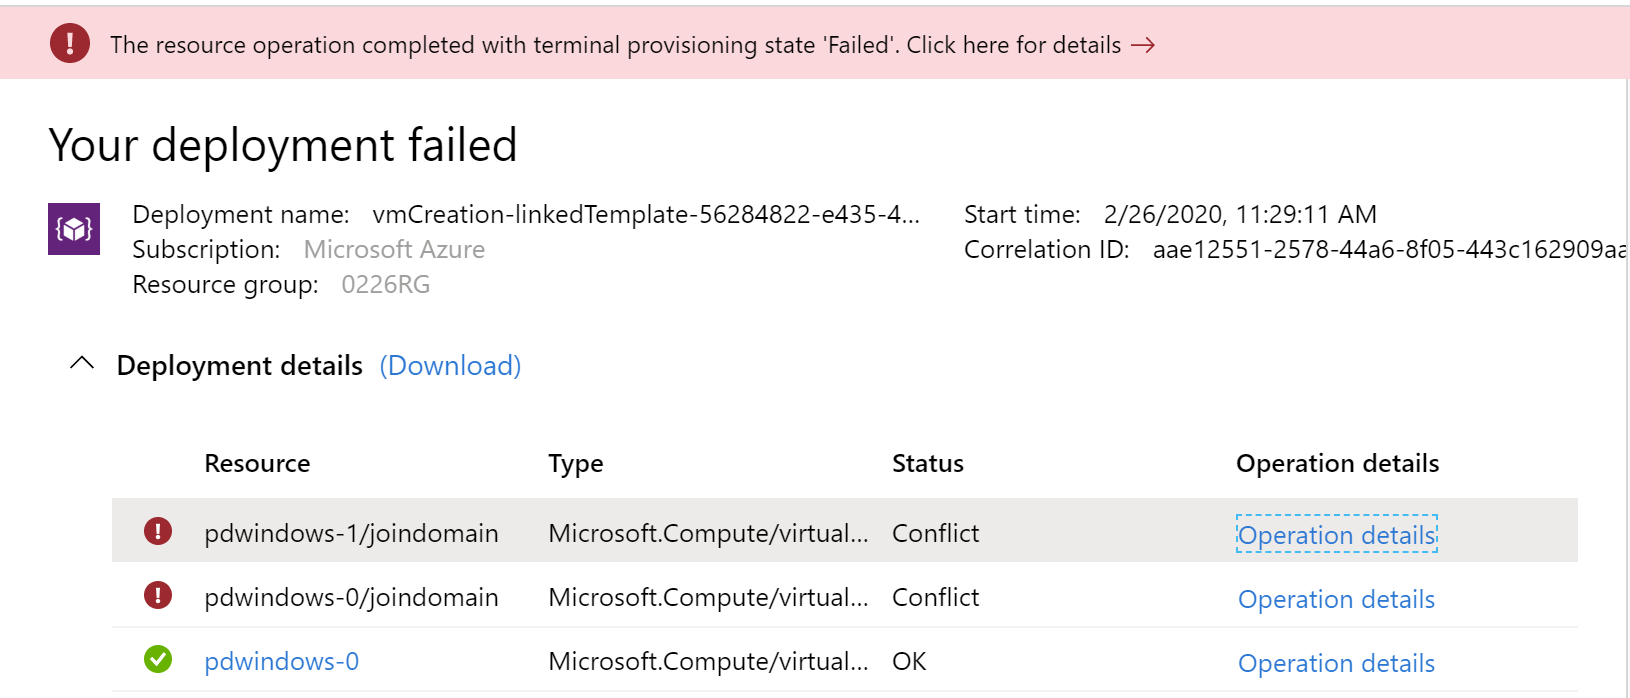 The resource operation completed with terminal provisioning state 'Failed'. Click here for details →
Your deployment failed
Deployment name: vmCreation-linkedTemplate-56284822-e435-4...
Subscription: Microsoft Azure
Resource group: 0226RG
Start time: 2/26/2020, 11:29:11 AM
Correlation ID: aae12551-2578-44a6-8f05-443c162909aa
Deployment details (Download)
Resource Type Status Operation details
pdwindows-1/joindomain Microsoft.Compute/virtual... Conflict Operation details
pdwindows-0/joindomain Microsoft.Compute/virtual... Conflict Operation details
pdwindows-0 Microsoft.Compute/virtual... OK Operation details